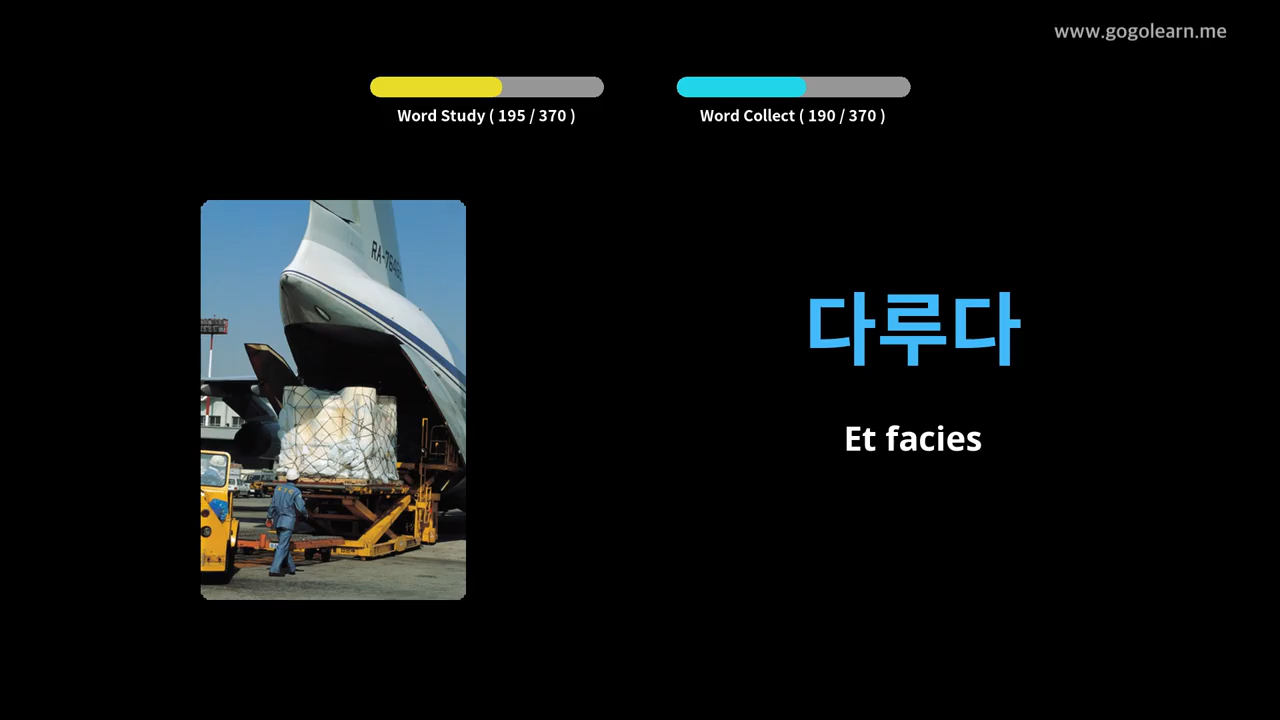 www.gogolearn.me
Word Study ( 195 / 370 )
Word Collect ( 190 / 370 )
다루다
Et facies